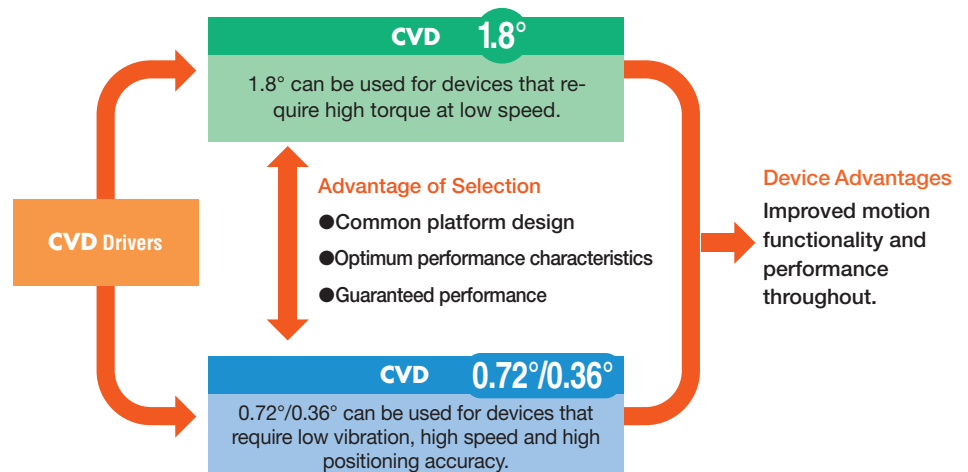 CVD 1.8°
1.8° can be used for devices that re-
quire high torque at low speed.
CVD Drivers
Advantage of Selection
●Common platform design
●Optimum performance characteristics
●Guaranteed performance
Device Advantages
Improved motion
functionality and
performance
throughout.
CVD 0.72°/0.36°
0.72°/0.36° can be used for devices that
require low vibration, high speed and high
positioning accuracy.